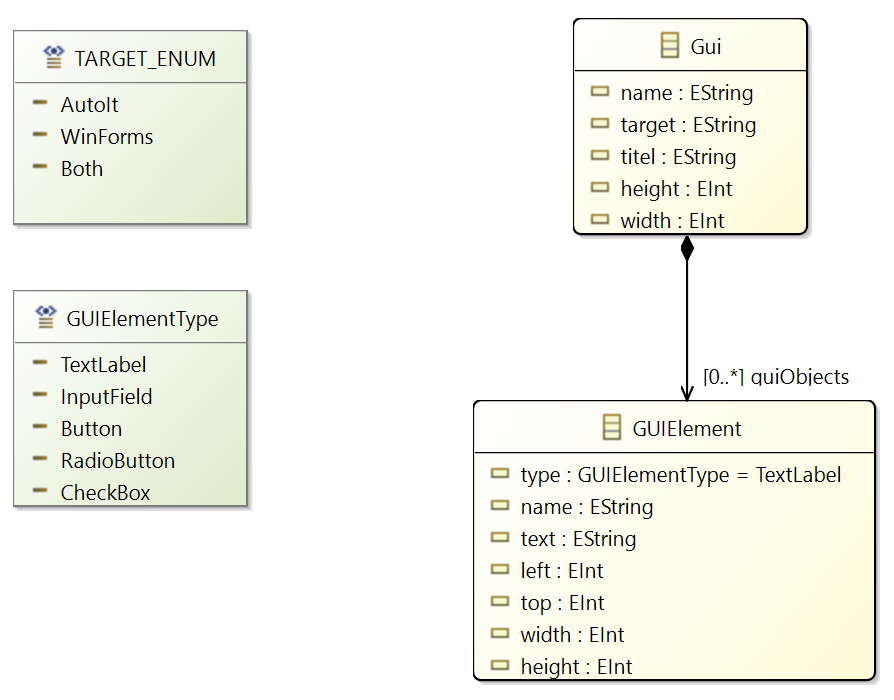 TARGET_ENUM
AutoIt
WinForms
Both
Gui
name : EString
target : EString
titel : EString
height : EInt
width : EInt
GUIElementType
TextLabel
InputField
Button
RadioButton
CheckBox
[0..*] guiObjects
GUIElement
type : GUIElementType = TextLabel
name : EString
text : EString
left : EInt
top : EInt
width : EInt
height : EInt